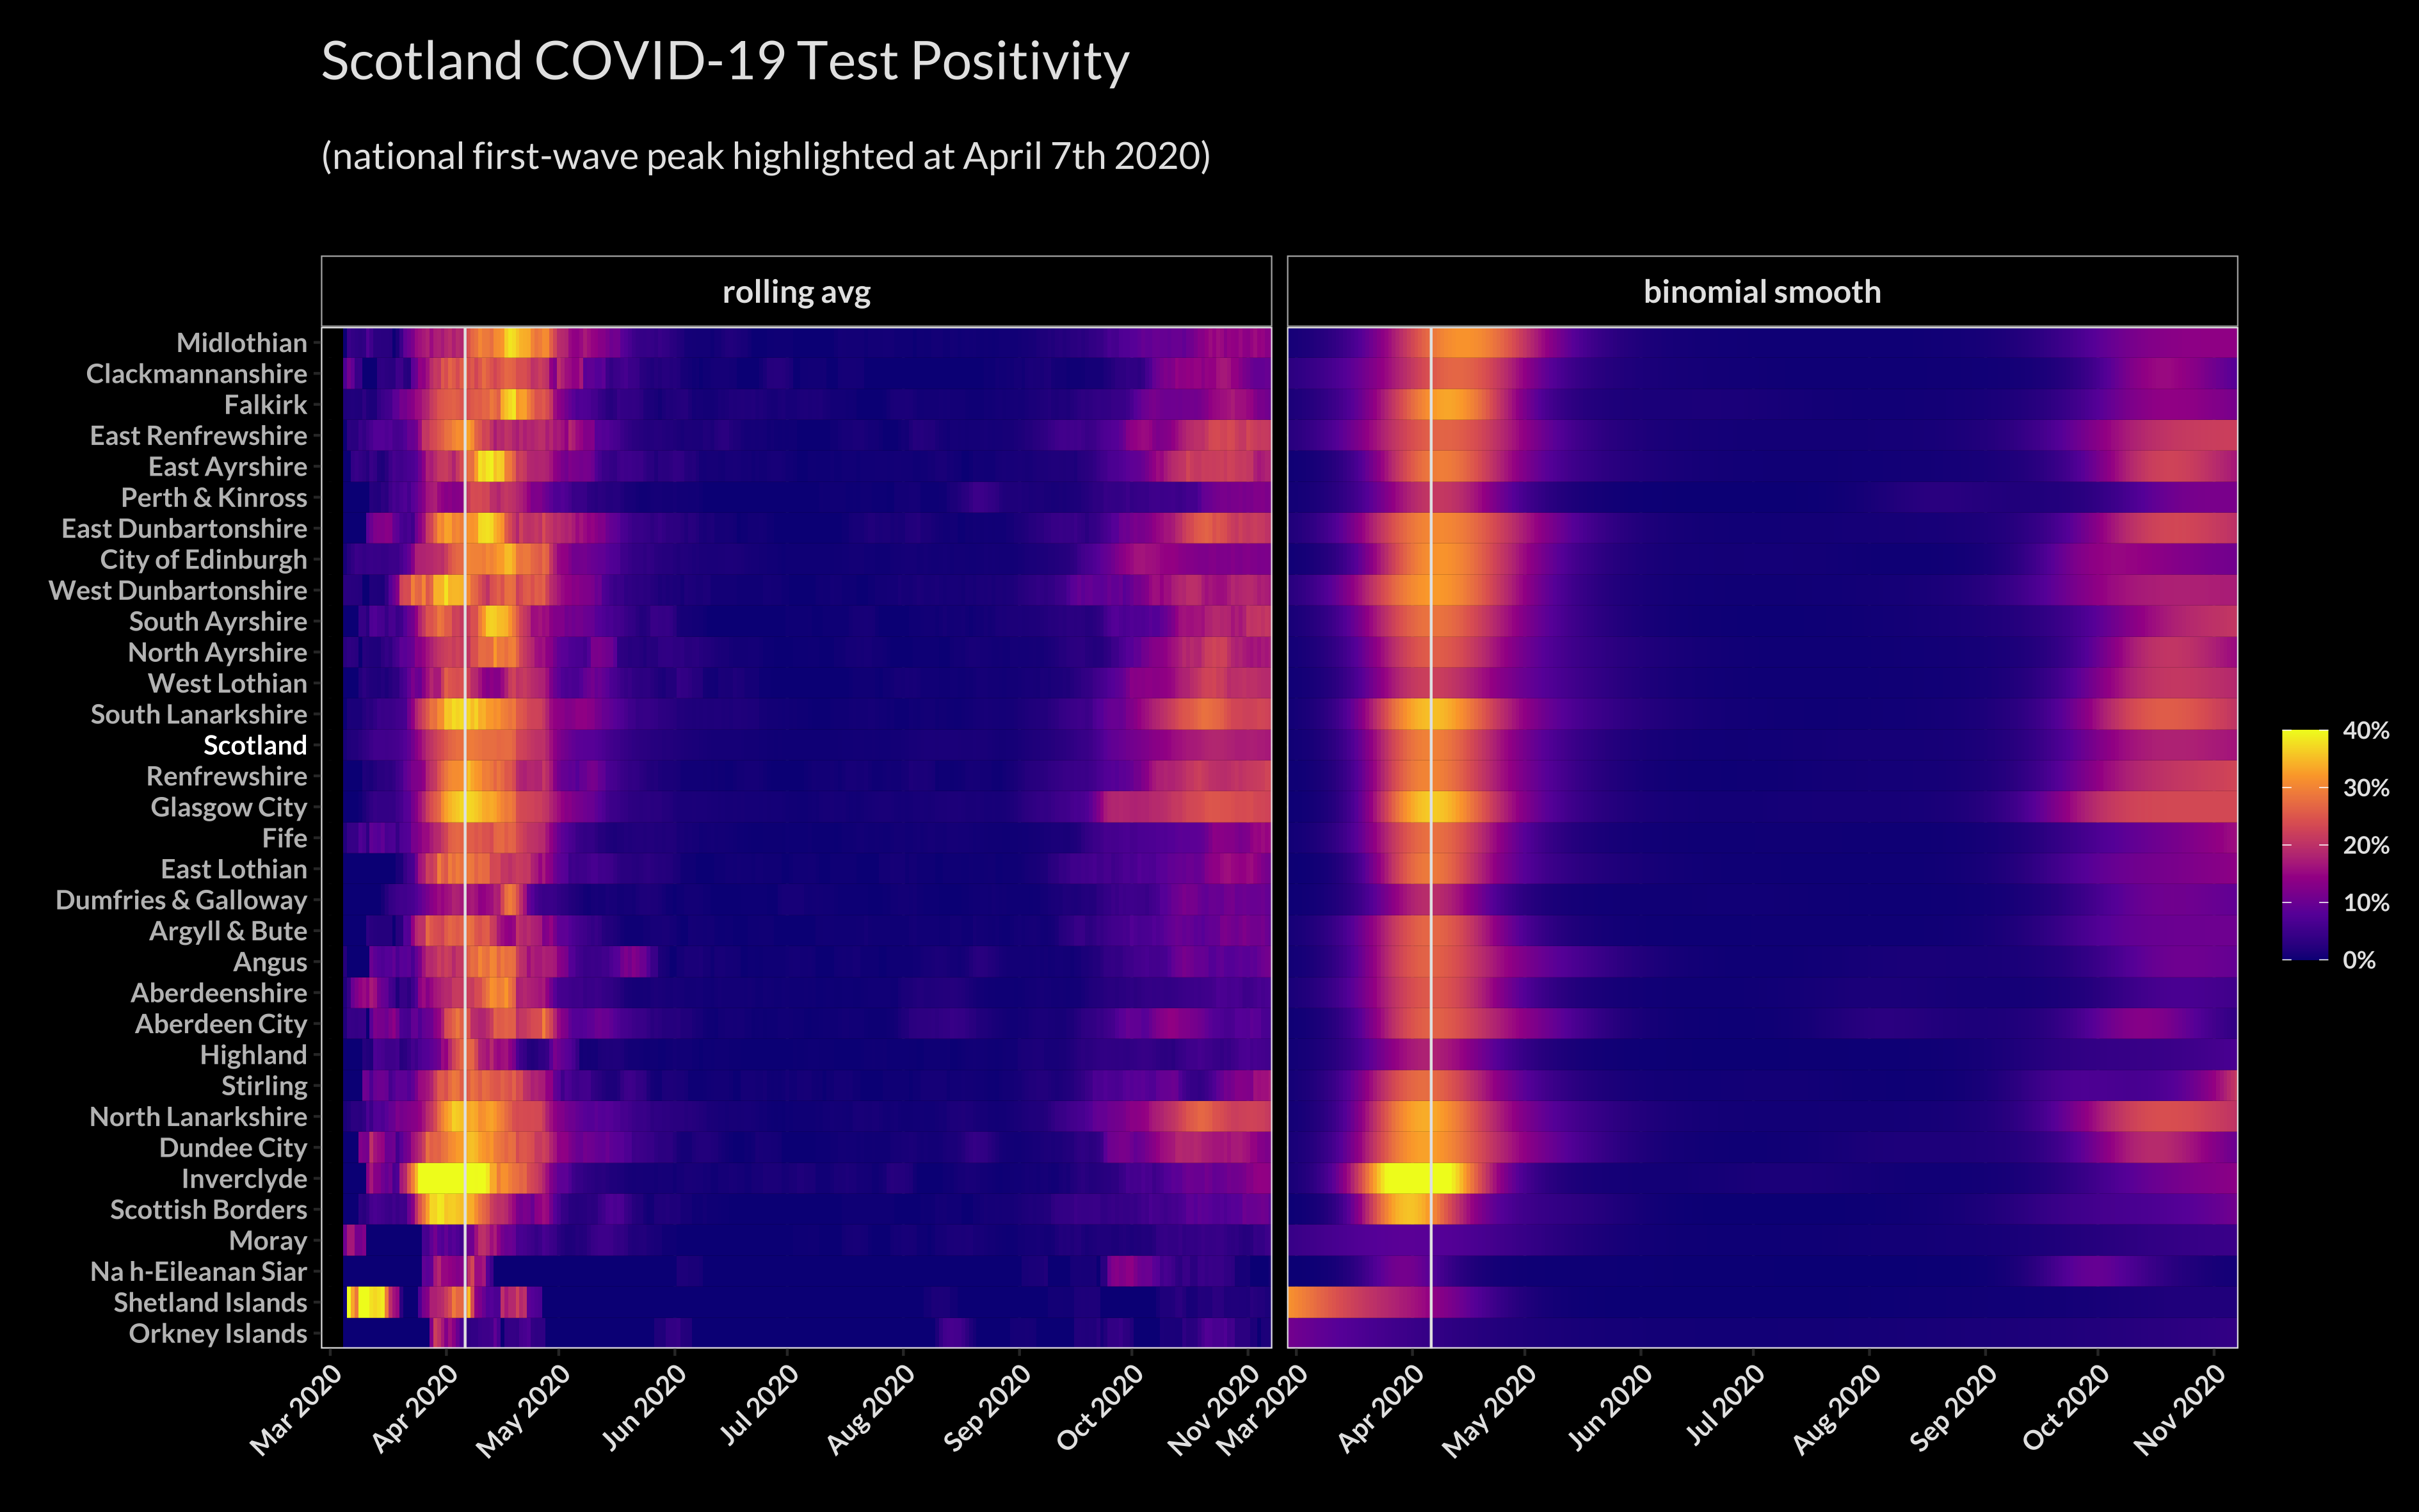 Scotland COVID-19 Test Positivity
(national first-wave peak highlighted at April 7th 2020)
rolling avg
binomial smooth
Midlothian
Clackmannanshire
Falkirk
East Renfrewshire
East Ayrshire
Perth & Kinross
East Dunbartonshire
City of Edinburgh
West Dunbartonshire
South Ayrshire
North Ayrshire
West Lothian
South Lanarkshire
Scotland
Renfrewshire
Glasgow City
Fife
East Lothian
Dumfries & Galloway
Argyll & Bute
Angus
Aberdeenshire
Aberdeen City
Highland
Stirling
North Lanarkshire
Dundee City
Inverclyde
Scottish Borders
Moray
Na h-Eileanan Siar
Shetland Islands
Orkney Islands
Mar 2020
Apr 2020
May 2020
Jun 2020
Jul 2020
Aug 2020
Sep 2020
Oct 2020
Nov 2020
Mar 2020
Apr 2020
May 2020
Jun 2020
Jul 2020
Aug 2020
Sep 2020
Oct 2020
Nov 2020
40%
30%
20%
10%
0%